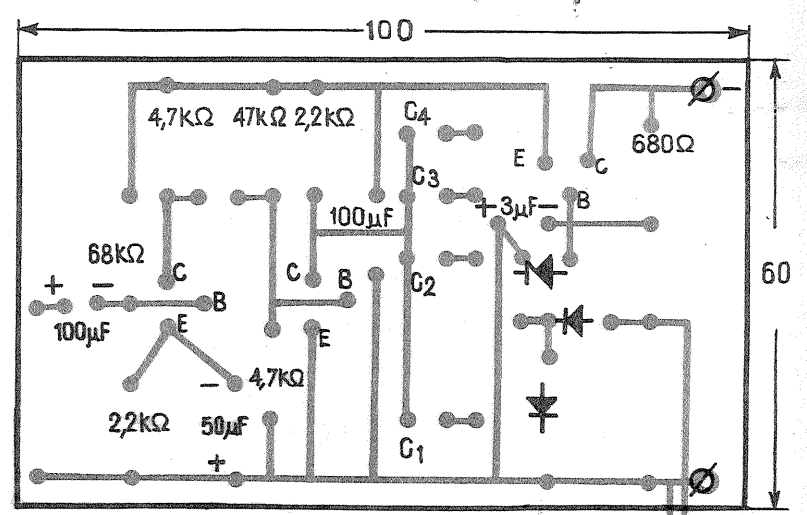 100
4,7KΩ 47kΩ 2,2KΩ
C4
−
680Ω
E
C
C3
B
100µF
+3µF−
68KΩ
C
C
B
C2
60
+ −
B
100µF
E
E
4,7KΩ
−
2,2KΩ
50µF
+
C1